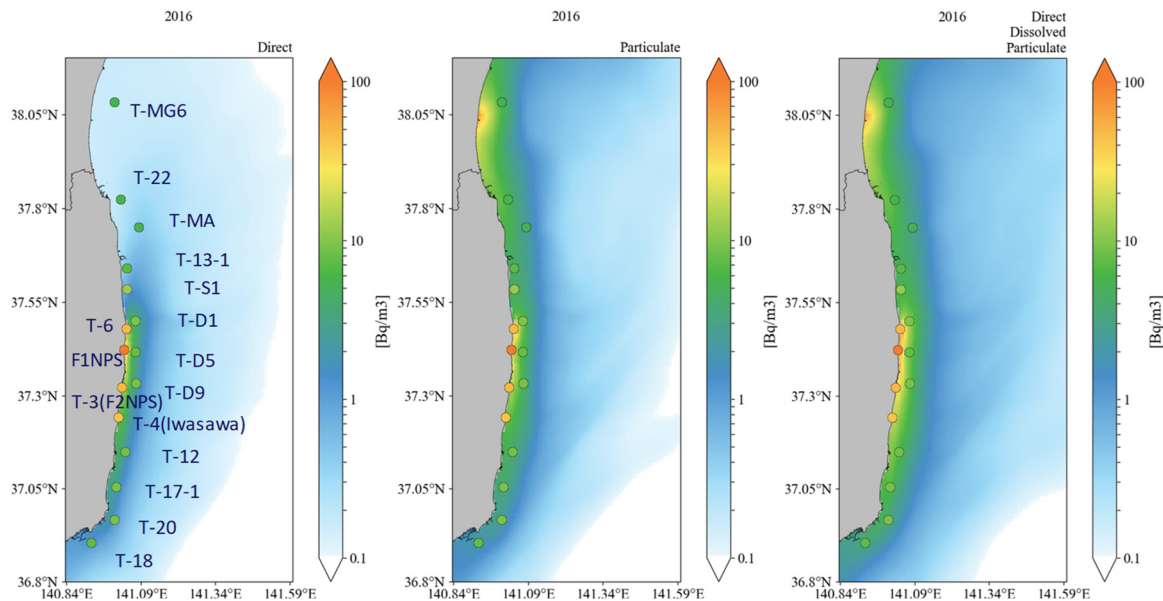 2016
Direct
100
10
1
0.1
[Bq/m3]
38.05°N
37.8°N
37.55°N
37.3°N
37.05°N
36.8°N
140.84°E
141.09°E
141.34°E
141.59°E
T-MG6
T-22
T-MA
T-13-1
T-S1
T-D1
T-6
F1NPS
T-D5
T-D9
T-3(F2NPS)
T-4(Iwasawa)
T-12
T-17-1
T-20
T-18
2016
Particulate
100
10
1
0.1
[Bq/m3]
38.05°N
37.8°N
37.55°N
37.3°N
37.05°N
36.8°N
140.84°E
141.09°E
141.34°E
141.59°E
2016
Direct
Dissolved
Particulate
100
10
1
0.1
[Bq/m3]
38.05°N
37.8°N
37.55°N
37.3°N
37.05°N
36.8°N
140.84°E
141.09°E
141.34°E
141.59°E